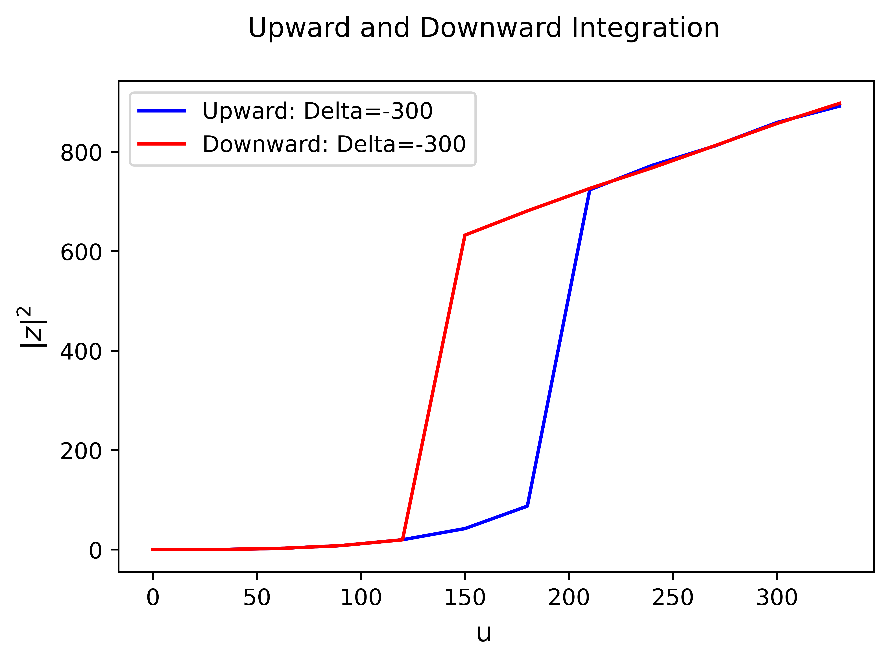 Upward and Downward Integration
Upward: Delta=-300
Downward: Delta=-300
|z|²
800
600
400
200
0
0 50 100 150 200 250 300
u